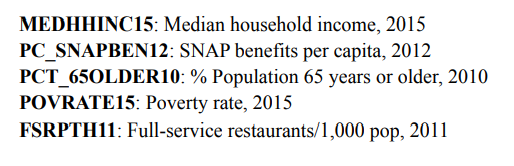 MEDHHINC15: Median household income, 2015
PC_SNAPBEN12: SNAP benefits per capita, 2012
PCT_65OLDER10: % Population 65 years or older, 2010
POVRATE15: Poverty rate, 2015
FSRPTH11: Full-service restaurants/1,000 pop, 2011